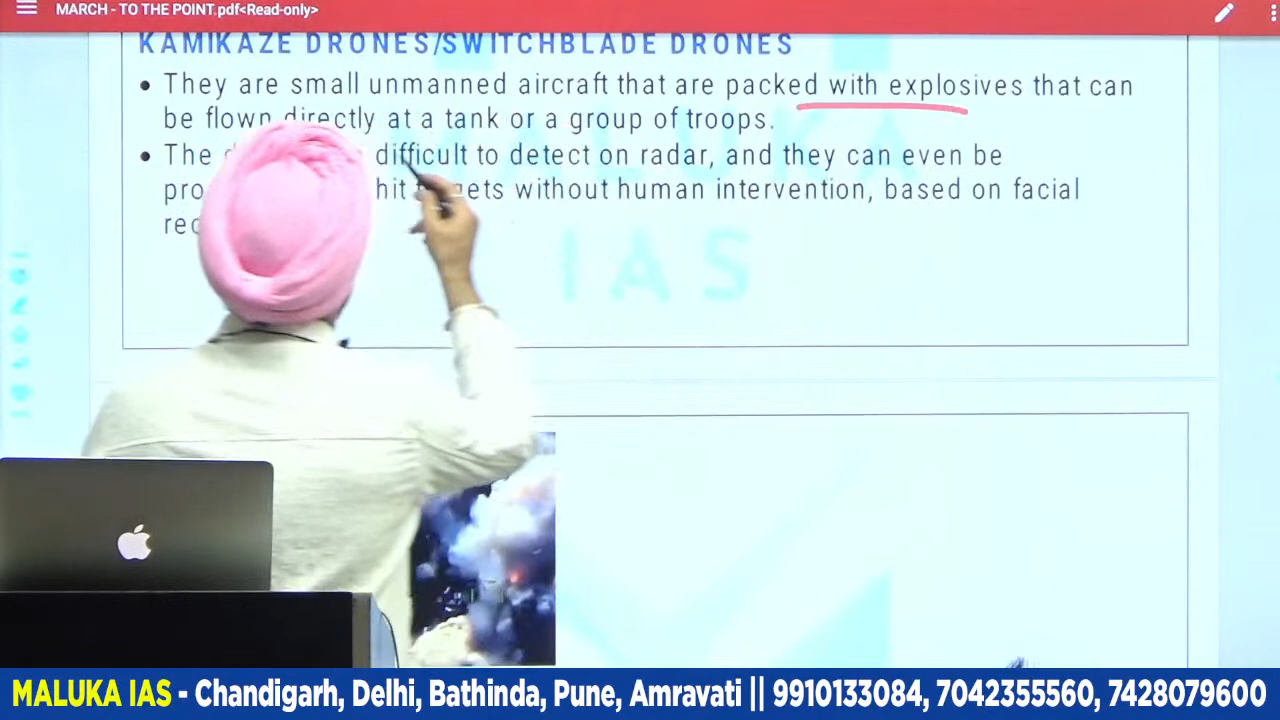 MARCH - TO THE POINT.pdf<Read-only>
KAMIKAZE DRONES/SWITCHBLADE DRONES
• They are small unmanned aircraft that are packed with explosives that can
be flown directly at a tank or a group of troops.
• The difficult to detect on radar, and they can even be
hit without human intervention, based on facial
MALUKA
IAS
MALUKA IAS - Chandigarh, Delhi, Bathinda, Pune, Amravati || 9910133084, 7042355560, 7428079600